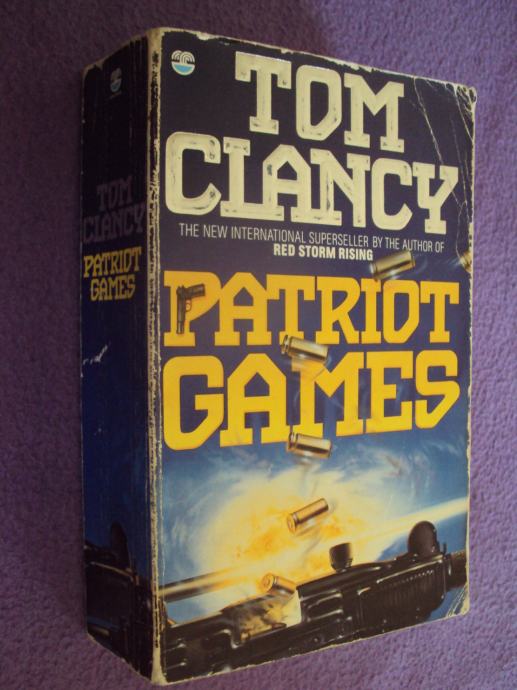 TOM
CLANCY
THE NEW INTERNATIONAL SUPERSELLER BY THE AUTHOR OF
RED STORM RISING
PATRIOT
GAMES
TOM
CLANCY
PATRIOT
GAMES